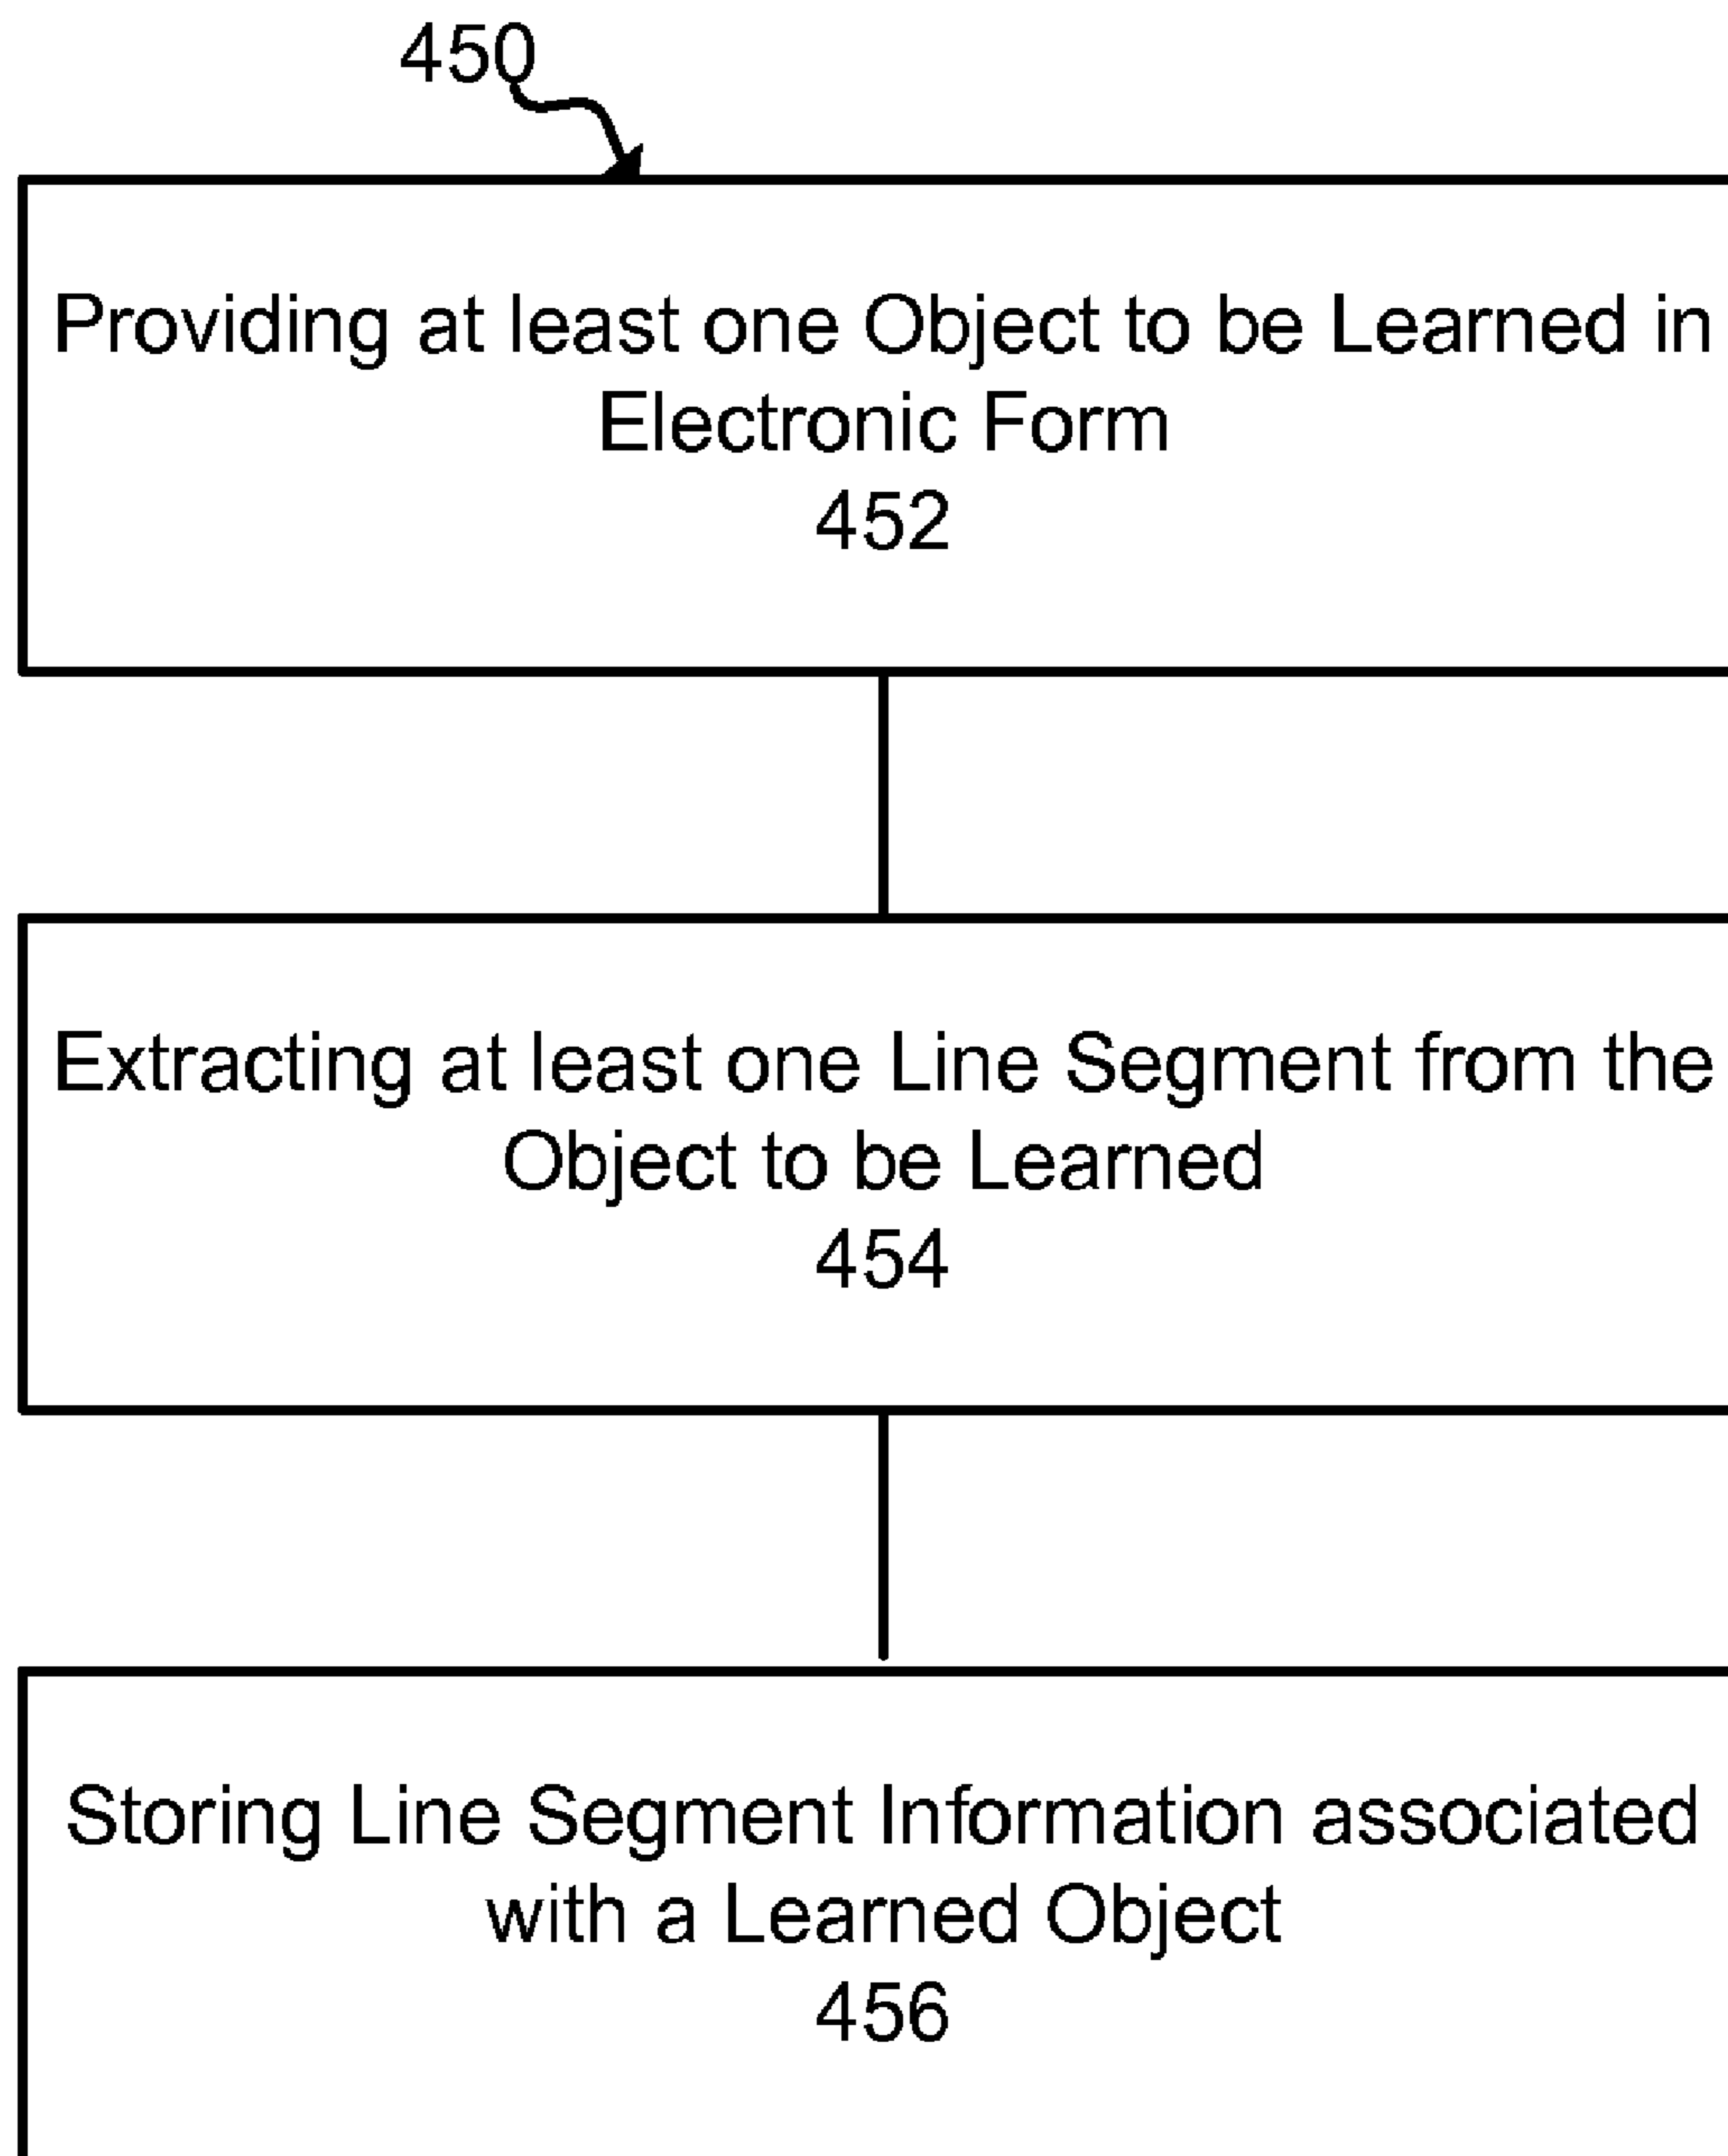 450
Providing at least one Object to be Learned in
Electronic Form
452
Extracting at least one Line Segment from the
Object to be Learned
454
Storing Line Segment Information associated
with a Learned Object
456